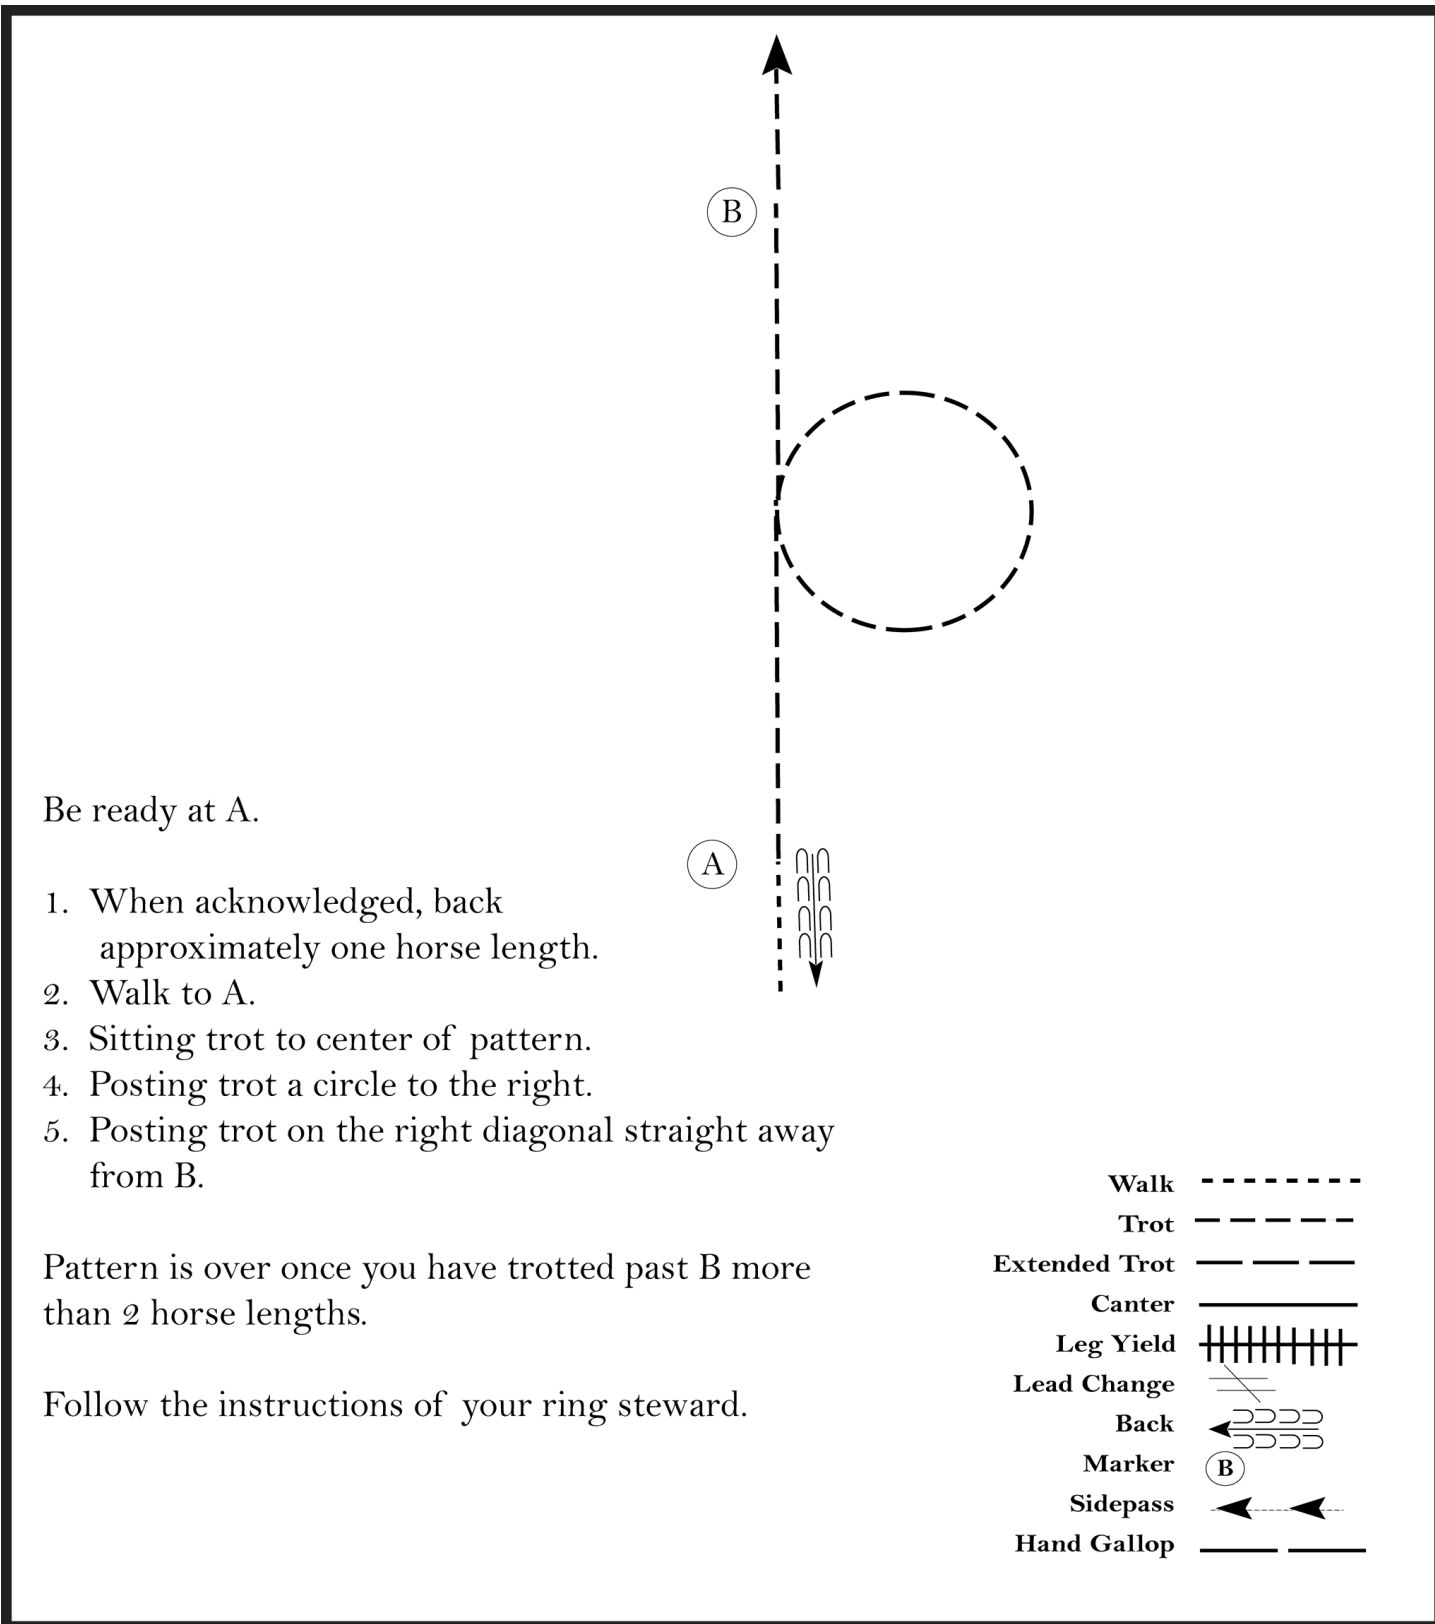 B
A
Be ready at A.
1. When acknowledged, back
approximately one horse length.
2. Walk to A.
3. Sitting trot to center of pattern.
4. Posting trot a circle to the right.
5. Posting trot on the right diagonal straight away
from B.
Pattern is over once you have trotted past B more
than 2 horse lengths.
Follow the instructions of your ring steward.
Walk
Trot
Extended Trot
Canter
Leg Yield
Lead Change
Back
Marker B
Sidepass
Hand Gallop